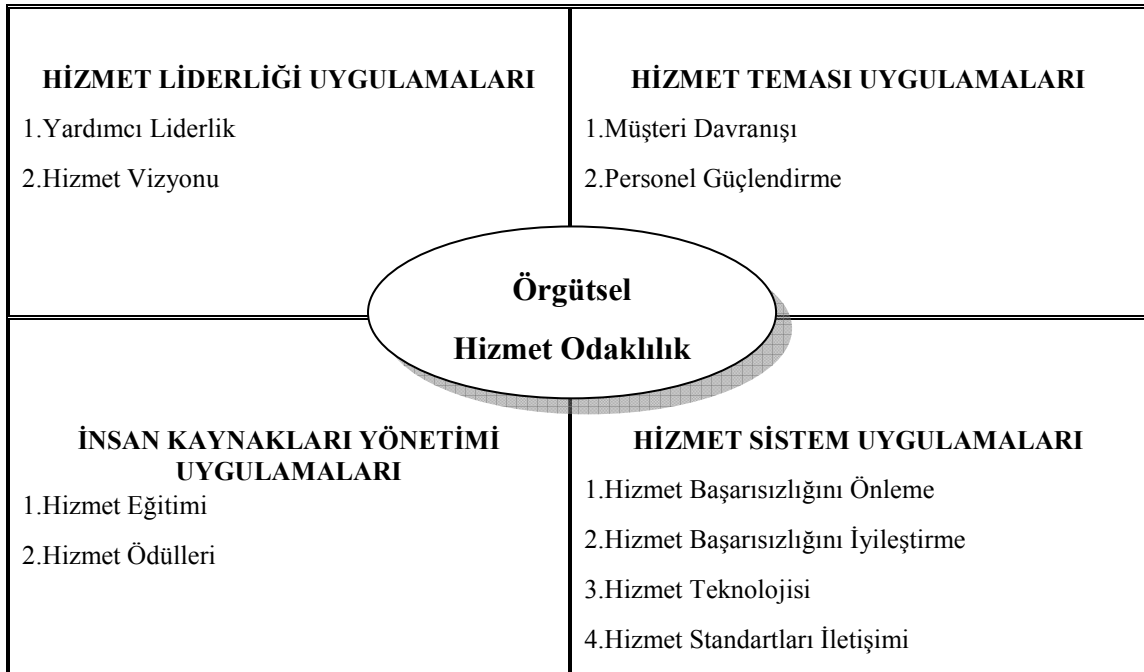 HİZMET LİDERLİĞİ UYGULAMALARI
1.Yardımcı Liderlik
2.Hizmet Vizyonu
HİZMET TEMASI UYGULAMALARI
1.Müşteri Davranışı
2.Personel Güçlendirme
Örgütsel
Hizmet Odaklılık
İNSAN KAYNAKLARI YÖNETİMİ
UYGULAMALARI
1.Hizmet Eğitimi
2.Hizmet Ödülleri
HİZMET SİSTEM UYGULAMALARI
1.Hizmet Başarısızlığını Önleme
2.Hizmet Başarısızlığını İyileştirme
3.Hizmet Teknolojisi
4.Hizmet Standartları İletişimi